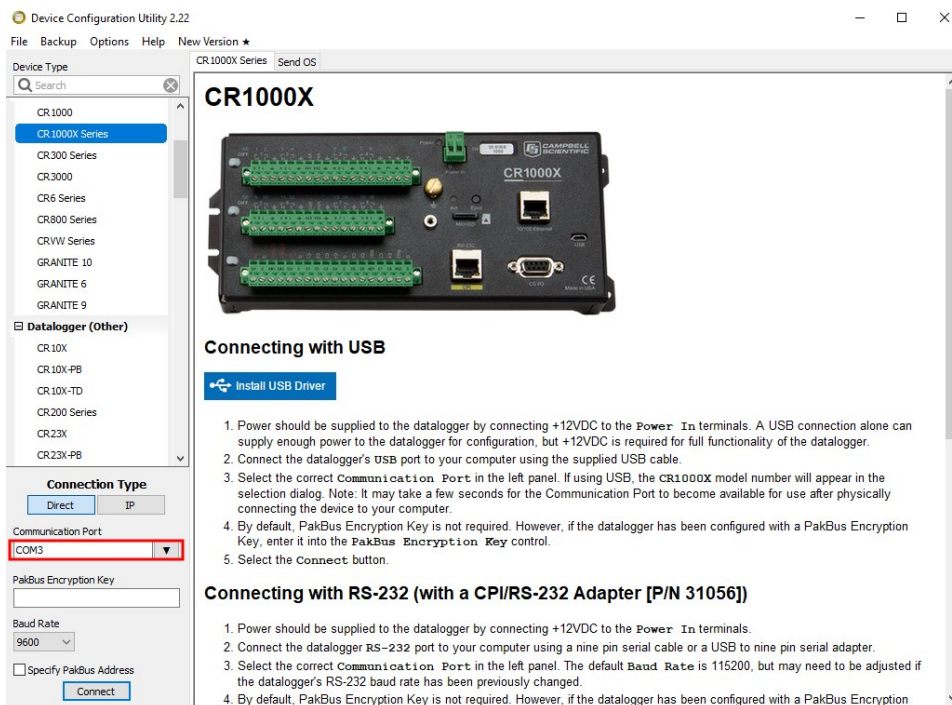 Device Configuration Utility 2.22
File Backup Options Help New Version ★
Device Type
Search
CR1000
CR1000X Series
CR300 Series
CR3000
CR6 Series
CR800 Series
CRVW Series
GRANITE 10
GRANITE 6
GRANITE 9
Datalogger (Other)
CR10X
CR10X-PB
CR10X-TD
CR200 Series
CR23X
CR23X-PB
Connection Type
Direct IP
Communication Port
COM3
PakBus Encryption Key
Baud Rate
9600
Specify PakBus Address
Connect
CR1000X Series Send OS
CR1000X
CAMPBELL
SCIENTIFIC
CR1000X
Power In
MicroSD
10/100 Ethernet
USB
RS-232
CPI
CS I/O
CE
Made in USA
Connecting with USB
Install USB Driver
1. Power should be supplied to the datalogger by connecting +12VDC to the Power In terminals. A USB connection alone can
supply enough power to the datalogger for configuration, but +12VDC is required for full functionality of the datalogger.
2. Connect the datalogger's USB port to your computer using the supplied USB cable.
3. Select the correct Communication Port in the left panel. If using USB, the CR1000X model number will appear in the
selection dialog. Note: It may take a few seconds for the Communication Port to become available for use after physically
connecting the device to your computer.
4. By default, PakBus Encryption Key is not required. However, if the datalogger has been configured with a PakBus Encryption
Key, enter it into the PakBus Encryption Key control.
5. Select the Connect button.
Connecting with RS-232 (with a CPI/RS-232 Adapter [P/N 31056])
1. Power should be supplied to the datalogger by connecting +12VDC to the Power In terminals.
2. Connect the datalogger RS-232 port to your computer using a nine pin serial cable or a USB to nine pin serial adapter.
3. Select the correct Communication Port in the left panel. The default Baud Rate is 115200, but may need to be adjusted if
the datalogger's RS-232 baud rate has been previously changed.
4. By default, PakBus Encryption Key is not required. However, if the datalogger has been configured with a PakBus Encryption